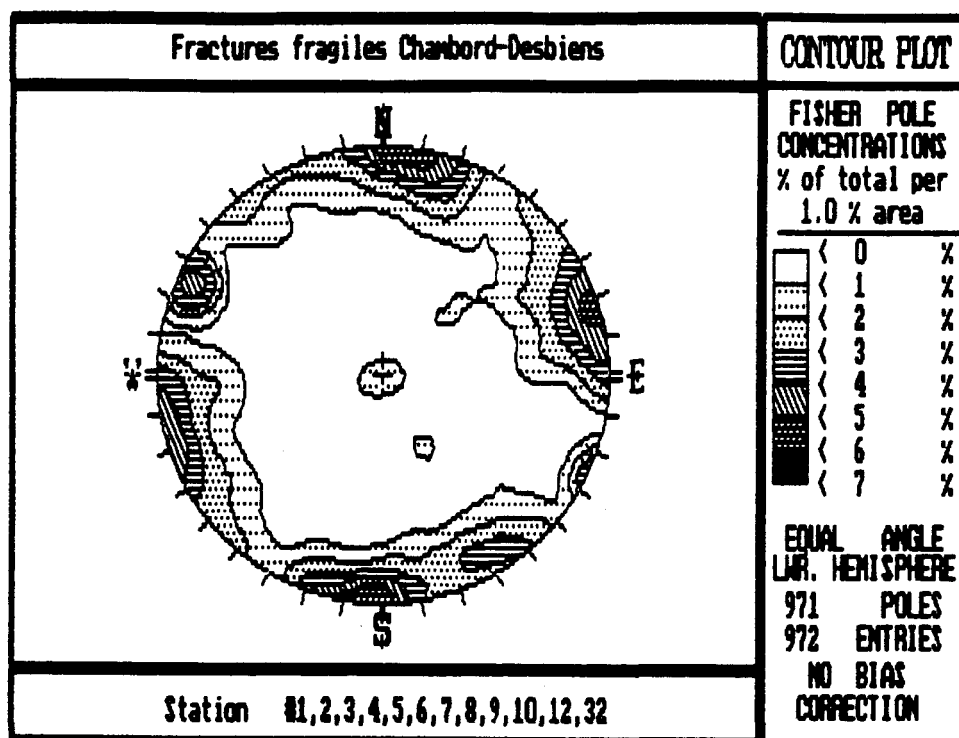 Fractures fragiles Chambord-Desbiens
CONTOUR PLOT
N
W
E
S
FISHER POLE
CONCENTRATIONS
% of total per
1.0 % area
< 0 %
< 1 %
< 2 %
< 3 %
< 4 %
< 5 %
< 6 %
< 7 %
EQUAL ANGLE
LWR. HEMISPHERE
971 POLES
972 ENTRIES
NO BIAS
CORRECTION
Station #1,2,3,4,5,6,7,8,9,10,12,32